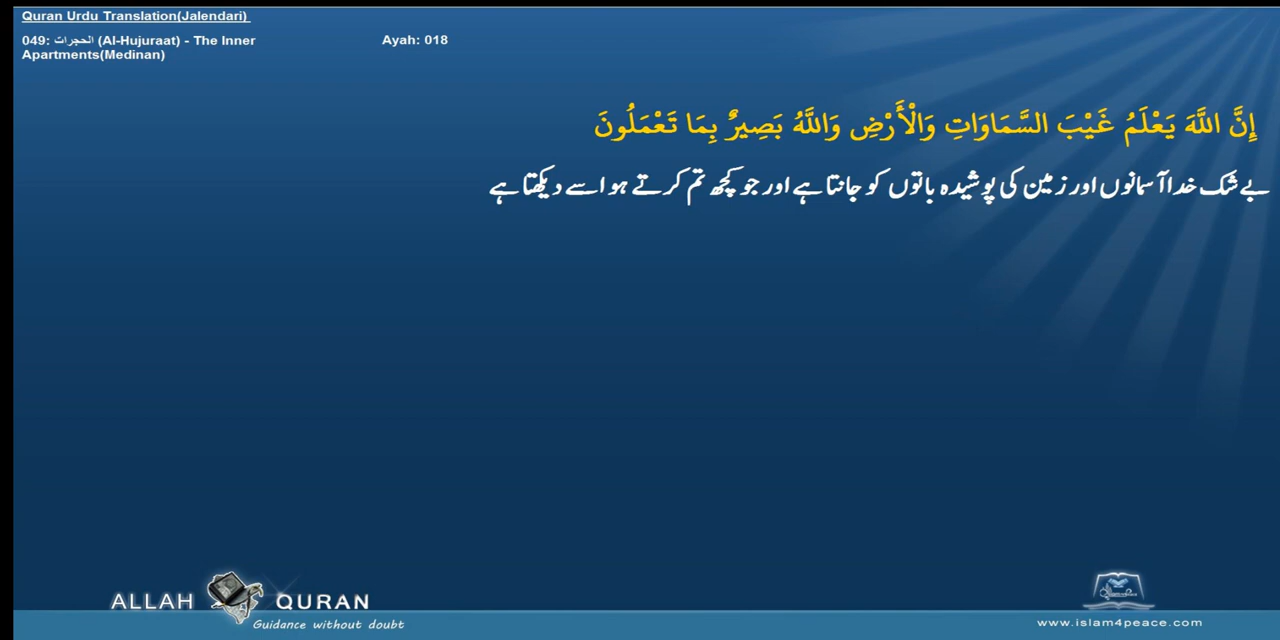 Quran Urdu Translation(Jalendari)
049: الحجرات (Al-Hujuraat) - The Inner
Apartments(Medinan)
Ayah: 018
إِنَّ اللَّهَ يَعْلَمُ غَيْبَ السَّمَاوَاتِ وَالْأَرْضِ وَاللَّهُ بَصِيرٌ بِمَا تَعْمَلُونَ
بےشک خدا آسمانوں اور زمین کی پوشیدہ باتوں کو جانتا ہے اور جو کچھ تم کرتے ہو اسے دیکھتا ہے
ALLAH QURAN
Guidance without doubt
www.islam4peace.com